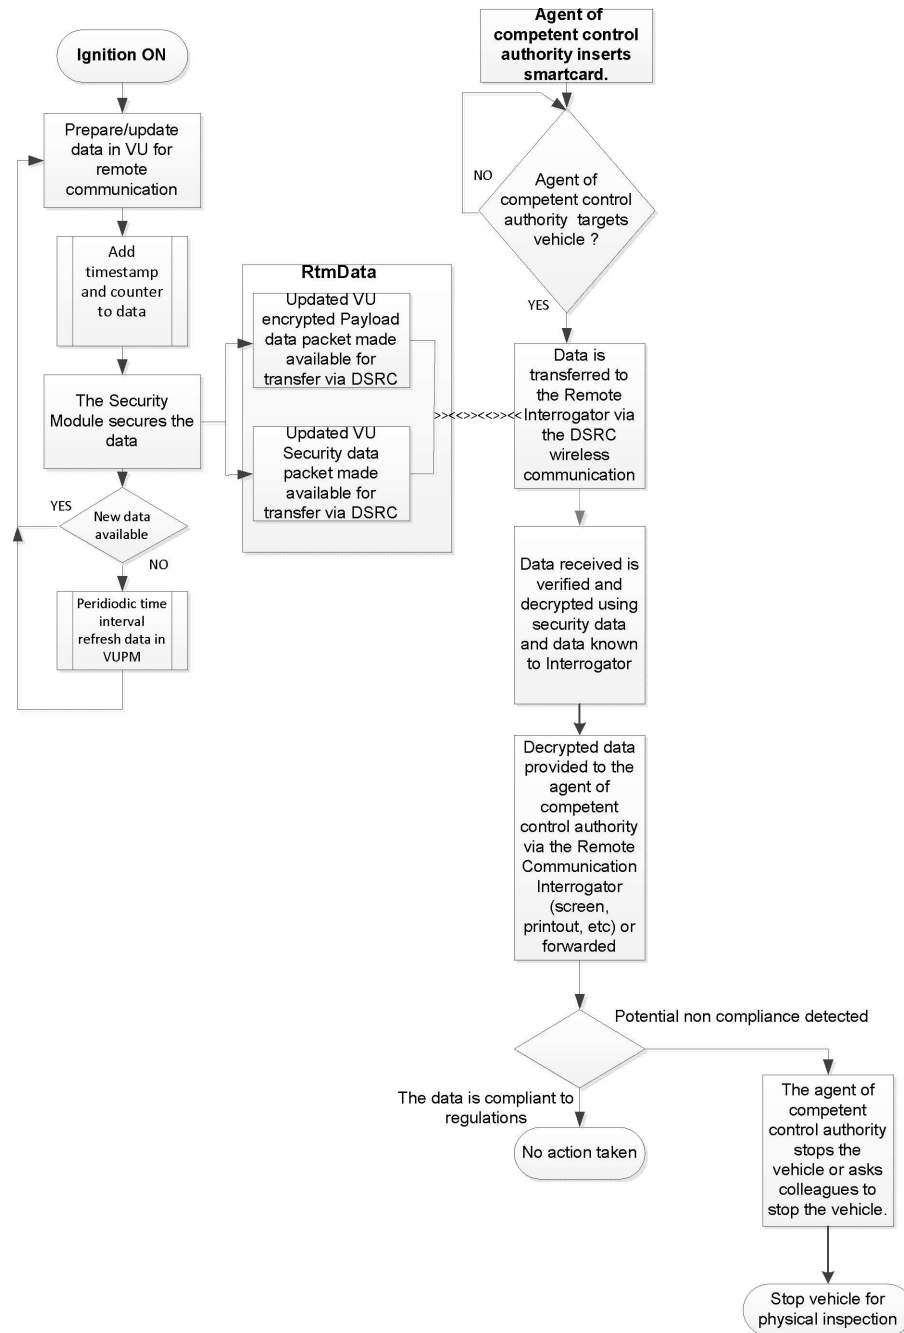 Ignition ON
Prepare/update
data in VU for
remote
communication
Add
timestamp
and counter
to data
The Security
Module secures the
data
YES
New data
available
NO
Peridiodic time
interval
refresh data in
VUPM
RtmData
Updated VU
encrypted Payload
data packet made
available for
transfer via DSRC
Updated VU
Security data
packet made
available for
transfer via DSRC
>><<>><<>><<
Agent of
competent control
authority inserts
smartcard.
NO
Agent of
competent control
authority targets
vehicle ?
YES
Data is
transferred to
the Remote
Interrogator via
the DSRC
wireless
communication
Data received is
verified and
decrypted using
security data
and data known
to Interrogator
Decrypted data
provided to the
agent of
competent
control authority
via the Remote
Communication
Interrogator
(screen,
printout, etc) or
forwarded
Potential non compliance detected
The data is compliant to
regulations
No action taken
The agent of
competent
control authority
stops the
vehicle or asks
colleagues to
stop the vehicle.
Stop vehicle for
physical inspection